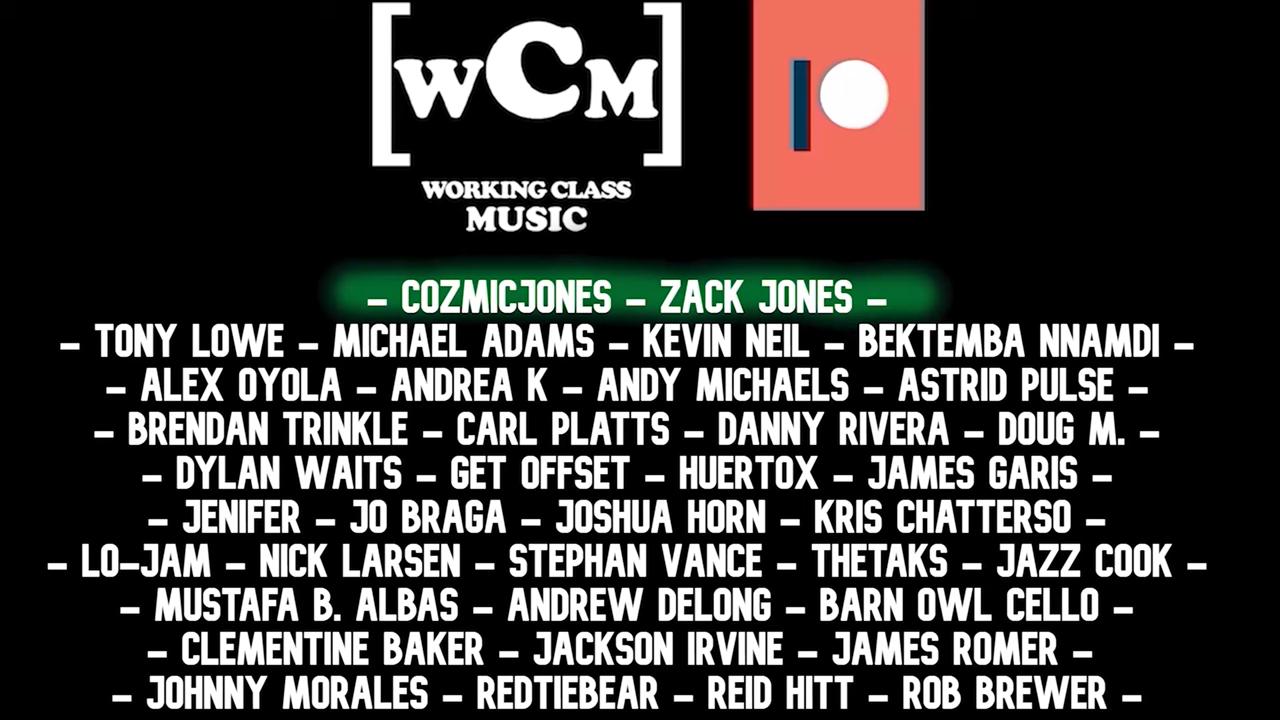 [WCM]
WORKING CLASS
MUSIC
- COZMICJONES - ZACK JONES -
- TONY LOWE - MICHAEL ADAMS - KEVIN NEIL - BEKTEMBA NNAMDI -
- ALEX OYOLA - ANDREA K - ANDY MICHAELS - ASTRID PULSE -
- BRENDAN TRINKLE - CARL PLATTS - DANNY RIVERA - DOUG M. -
- DYLAN WAITS - GET OFFSET - HUERTOX - JAMES GARIS -
- JENIFER - JO BRAGA - JOSHUA HORN - KRIS CHATTERSO -
- LO-JAM - NICK LARSEN - STEPHAN VANCE - THETAKS - JAZZ COOK -
- MUSTAFA B. ALBAS - ANDREW DELONG - BARN OWL CELLO -
- CLEMENTINE BAKER - JACKSON IRVINE - JAMES ROMER -
- JOHNNY MORALES - REDTIEBEAR - REID HITT - ROB BREWER -